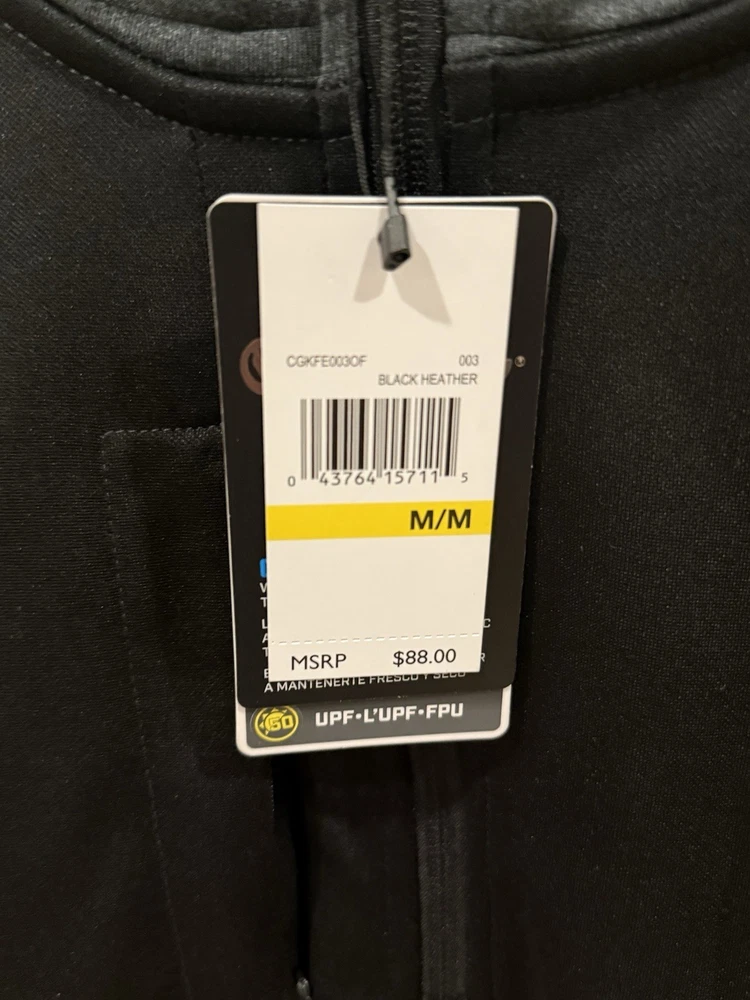 CGKFE003OF 003
BLACK HEATHER
0 43764 15711 5
M/M
W
T
L C
A
T
MSRP $88.00
E R
A MANTENERTE FRESCO Y SECO
50 UPF•L'UPF•FPU